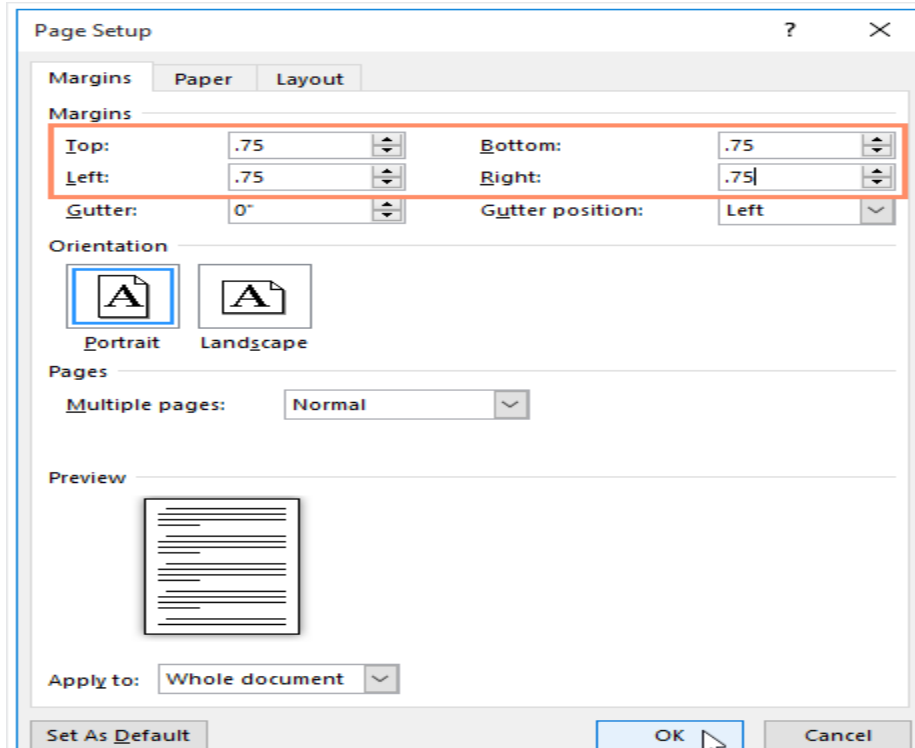 Page Setup ?
Margins Paper Layout
Margins
Top: .75 Bottom: .75
Left: .75 Right: .75
Gutter: 0" Gutter position: Left
Orientation
A A
Portrait Landscape
Pages
Multiple pages: Normal
Preview
Apply to: Whole document
Set As Default OK Cancel